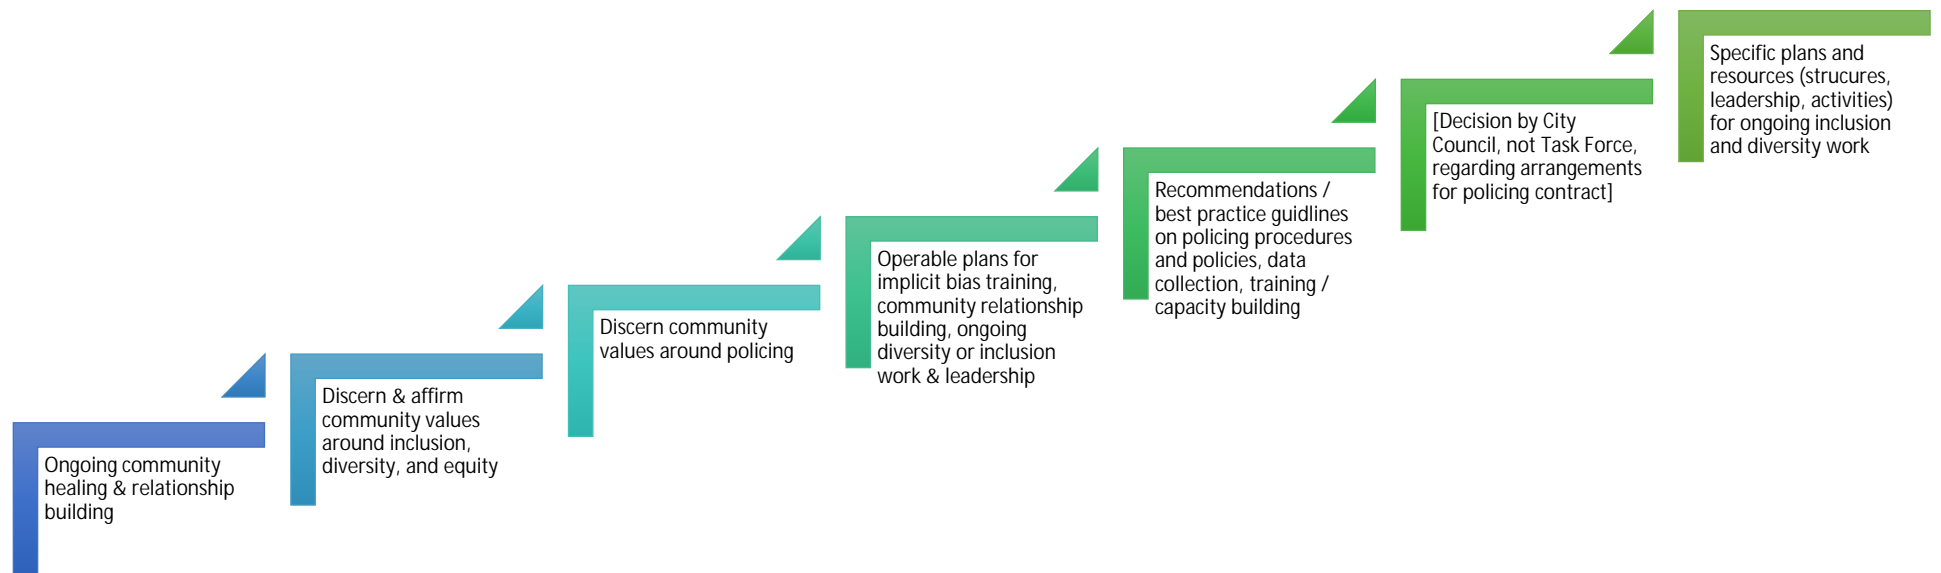 Ongoing community
healing & relationship
building
Discern & affirm
community values
around inclusion,
diversity, and equity
Discern community
values around policing
Operable plans for
implicit bias training,
community relationship
building, ongoing
diversity or inclusion
work & leadership
Recommendations /
best practice guidlines
on policing procedures
and policies, data
collection, training /
capacity building
[Decision by City
Council, not Task Force,
regarding arrangements
for policing contract]
Specific plans and
resources (strucures,
leadership, activities)
for ongoing inclusion
and diversity work